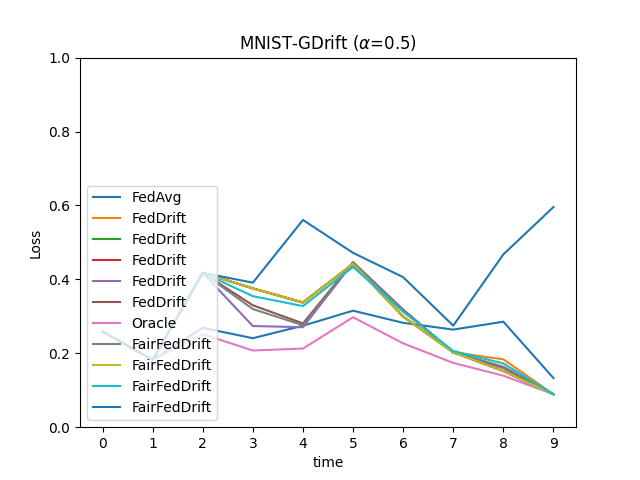 MNIST-GDrift (α=0.5)
1.0
0.8
0.6
0.4
0.2
0.0
Loss
FedAvg
FedDrift
FedDrift
FedDrift
FedDrift
FedDrift
Oracle
FairFedDrift
FairFedDrift
FairFedDrift
FairFedDrift
0 1 2 3 4 5 6 7 8 9
time